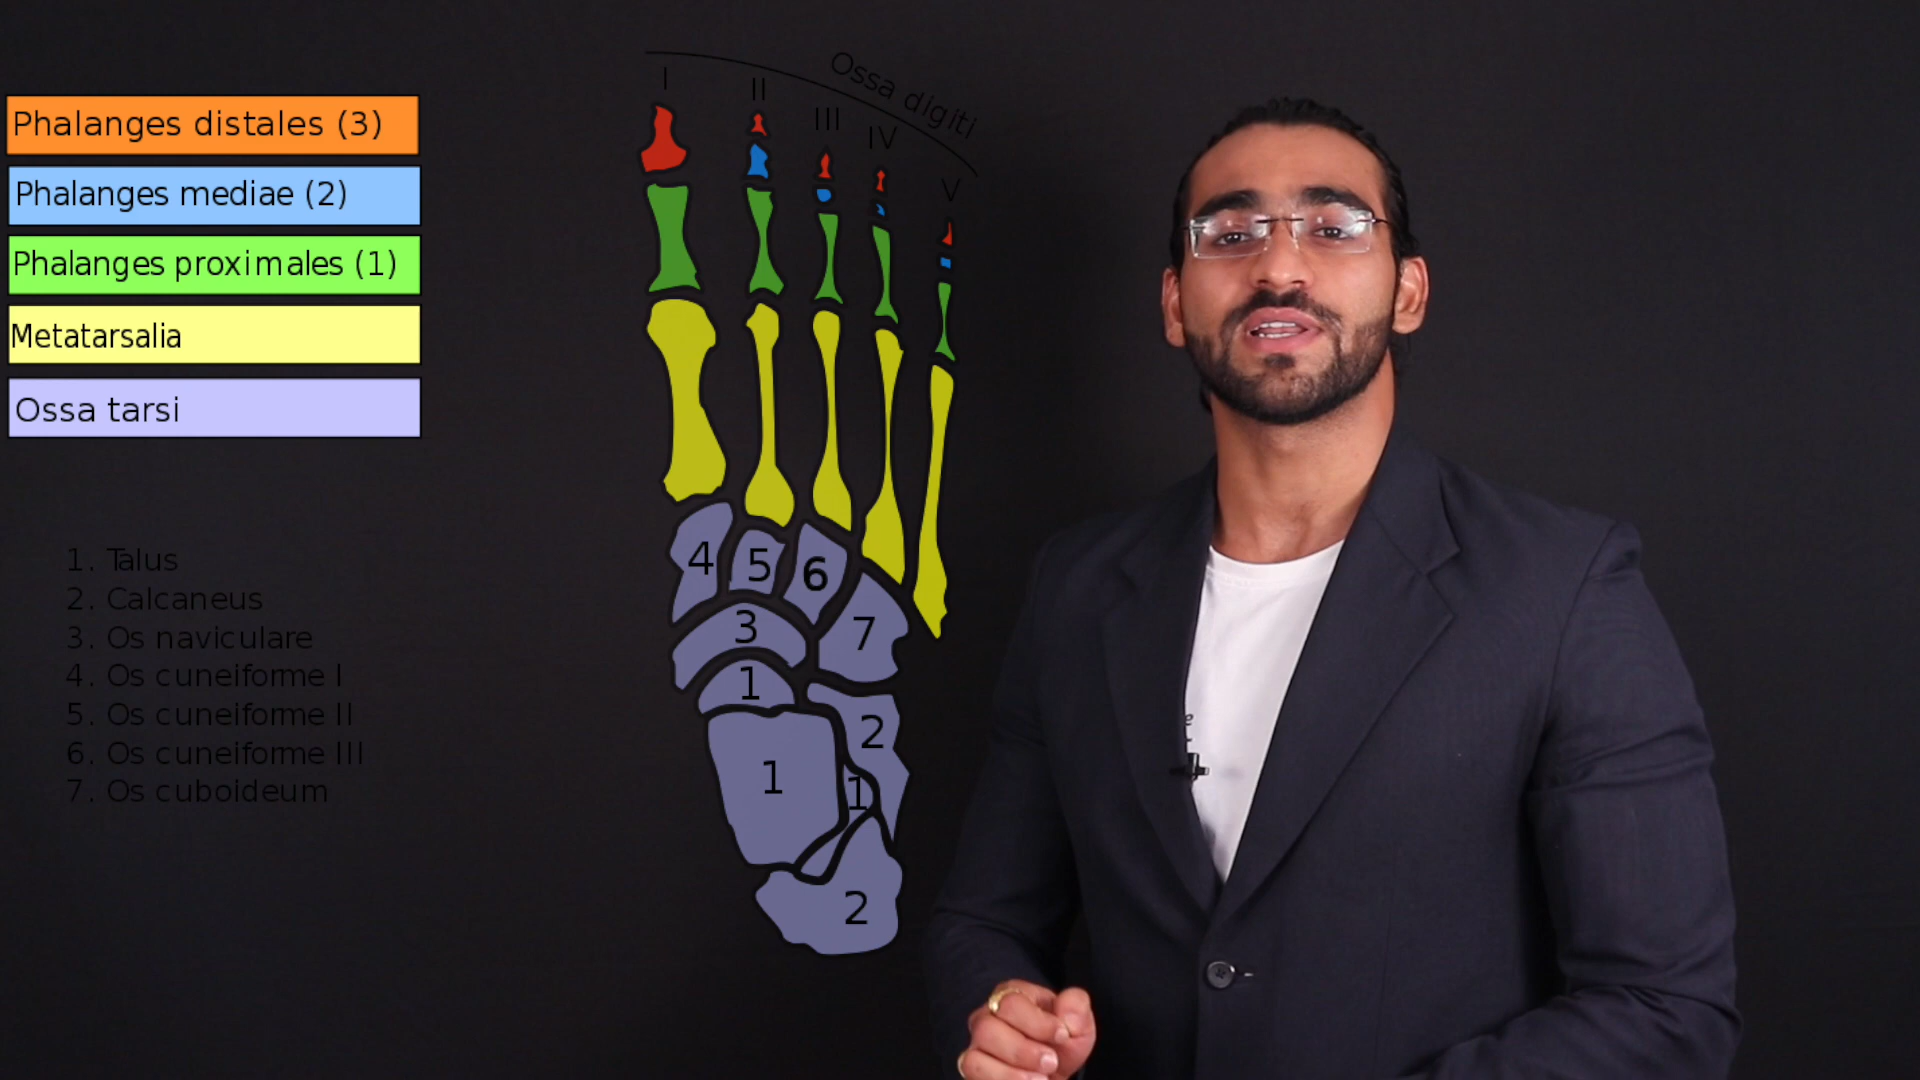 Phalanges distales (3)
Phalanges mediae (2)
Phalanges proximales (1)
Metatarsalia
Ossa tarsi
1. Talus
2. Calcaneus
3. Os naviculare
4. Os cuneiforme I
5. Os cuneiforme II
6. Os cuneiforme III
7. Os cuboideum
Ossa digiti
I
II
III
IV
V
4
5
6
3
7
1
2
1
1
2